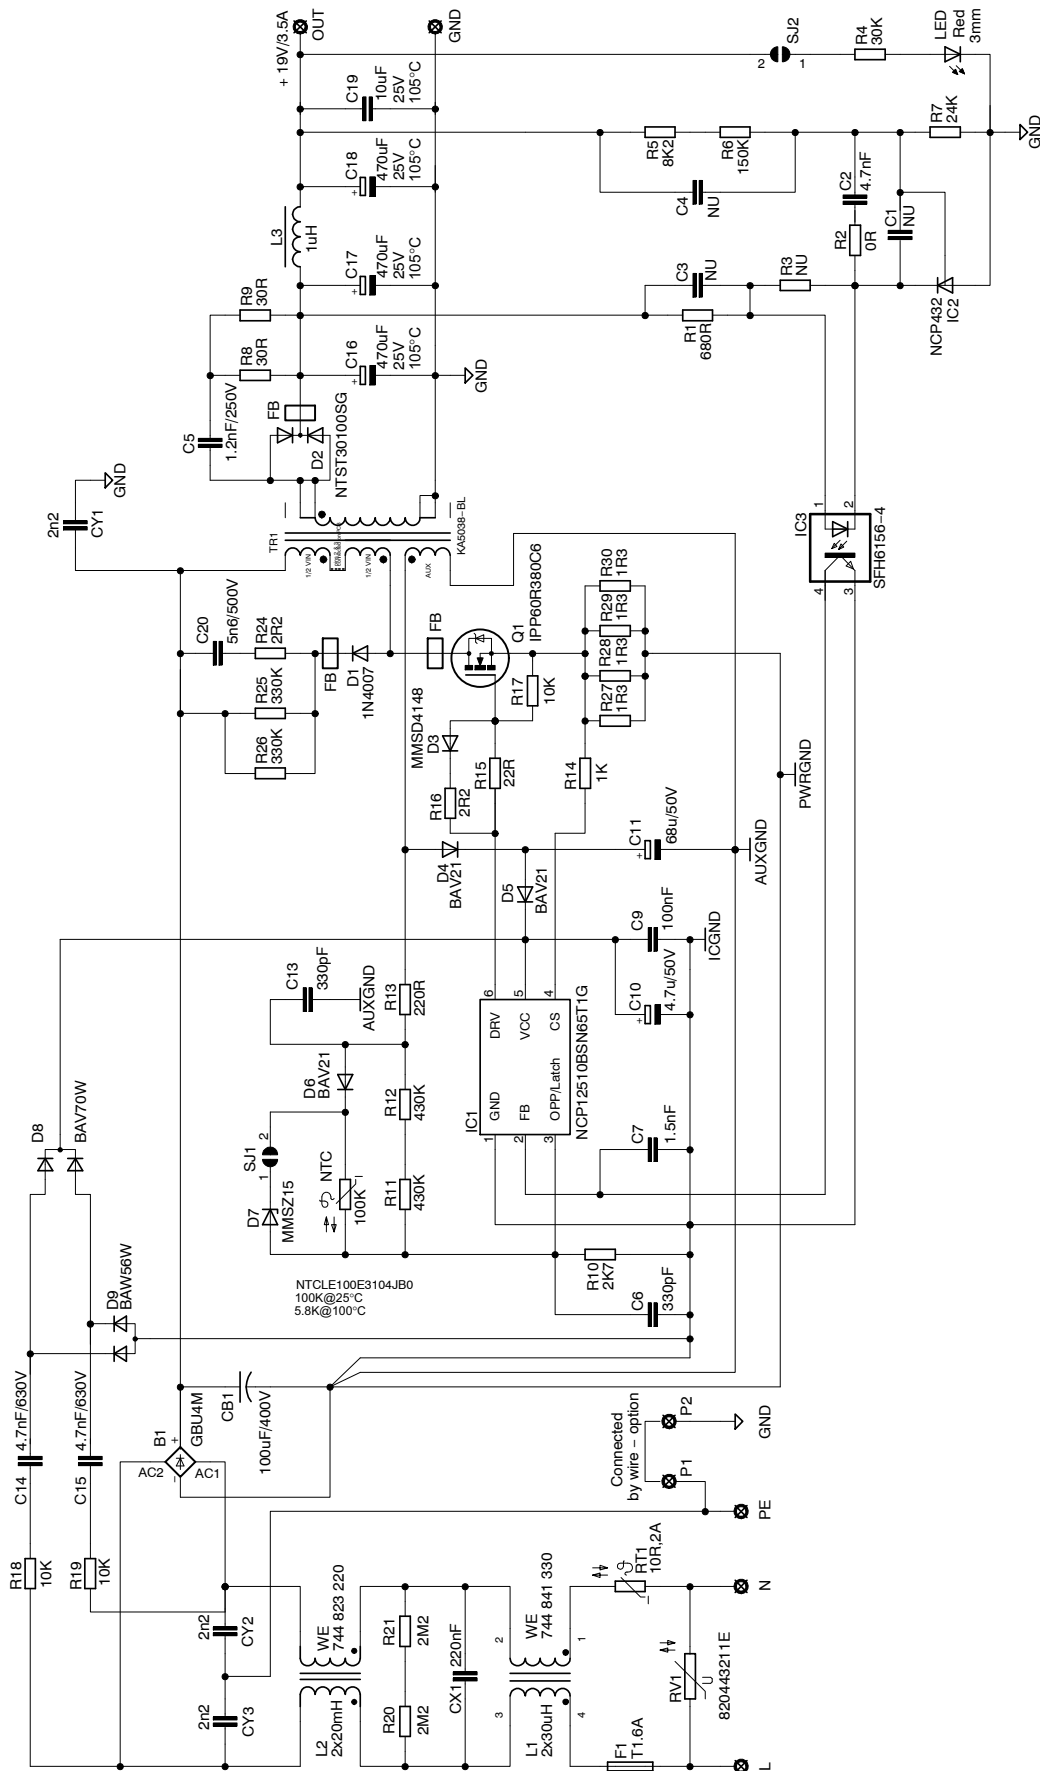 + 19V/3.5A
OUT
GND
C19
10uF
25V
105°C
C18
470uF
25V
105°C
L3
1uH
C17
470uF
25V
105°C
C16
470uF
25V
105°C
GND
R9
30R
R8
30R
C5
1.2nF/250V
FB
D2
NTST30100SG
SJ2
2
1
R4
30K
LED
Red
3mm
R5
8K2
R6
150K
R7
24K
GND
C4
NU
C2
4.7nF
R2
0R
C1
NU
C3
NU
R1
680R
R3
NU
NCP432
IC2
2n2
CY1
GND
TR1
1/2 VIN
1/2 VIN
AUX
KA5038-BL
IC3
1
2
4
3
SFH6156-4
C20
5n6/500V
R24
2R2
R25
330K
R26
330K
FB
D1
1N4007
FB
Q1
IPP60R380C6
R17
10K
R30
1R3
R29
1R3
R28
1R3
R27
1R3
MMSD4148
D3
R16
2R2
R15
22R
R14
1K
PWRGND
D4
BAV21
D5
BAV21
C11
68u/50V
AUXGND
C9
100nF
C10
4.7u/50V
ICGND
C13
330pF
AUXGND
R13
220R
D6
BAV21
R12
430K
SJ1
2
1
NTC
100K
R11
430K
D7
MMSZ15
IC1
6
5
4
DRV
VCC
CS
GND
FB
OPP/Latch
1
2
3
NCP12510BSN65T1G
C7
1.5nF
R10
2K7
C6
330pF
NTCLE100E3104JB0
100K@25°C
5.8K@100°C
D8
BAV70W
D9
BAW56W
C14
4.7nF/630V
C15
4.7nF/630V
R18
10K
R19
10K
B1
GBU4M
+
-
AC2
AC1
CB1
100uF/400V
Connected
by wire - option
P2
P1
GND
PE
2n2
CY2
2n2
CY3
WE
744 823 220
L2
2x20mH
R21
2M2
R20
2M2
220nF
CX1
WE
744 841 330
2
1
3
4
L1
2x30uH
RT1
10R,2A
F1
T1.6A
RV1
U
820443211E
N
L